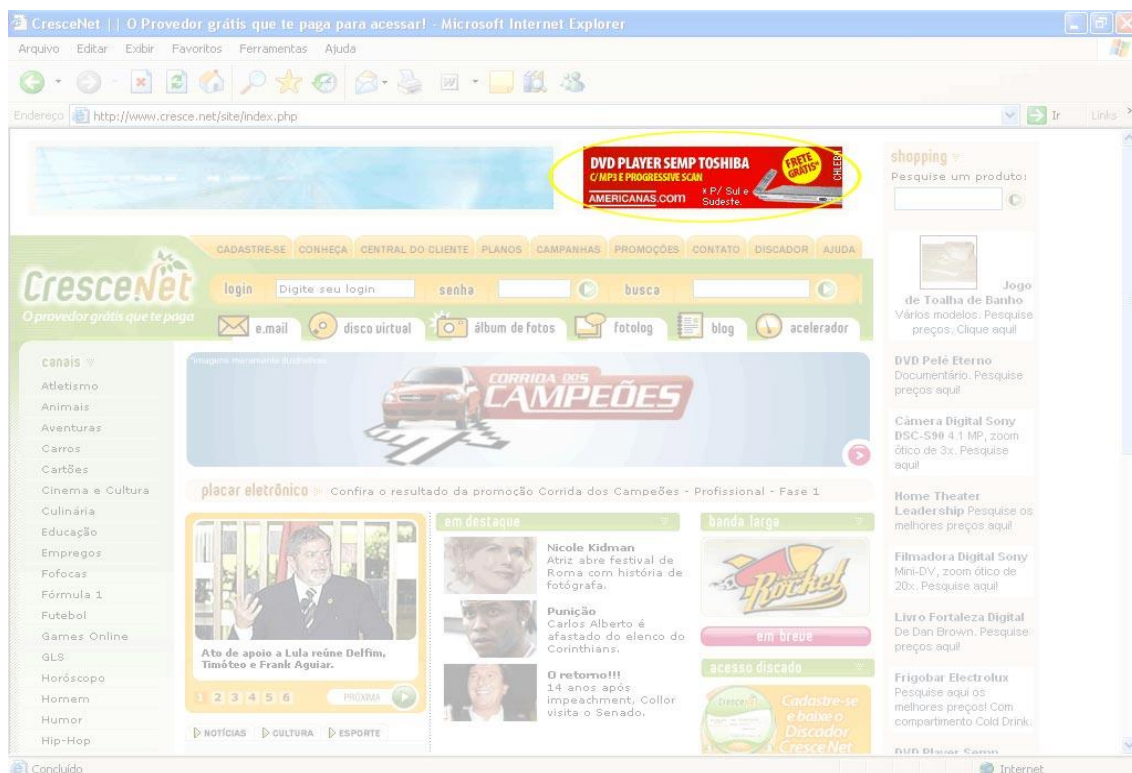 CresceNet || O Provedor grátis que te paga para acessar! - Microsoft Internet Explorer
Arquivo Editar Exibir Favoritos Ferramentas Ajuda
Endereço http://www.cresce.net/site/index.php Ir Links
DVD PLAYER SEMP TOSHIBA
C/MP3 E PROGRESSIVE SCAN
AMERICANAS.COM
* P/ Sul e
Sudeste.
FRETE
GRÁTIS*
CHLEBA
shopping
Pesquise um produto:
CADASTRE-SE CONHEÇA CENTRAL DO CLIENTE PLANOS CAMPANHAS PROMOÇÕES CONTATO DISCADOR AJUDA
CresceNet
O provedor grátis que te paga
login Digite seu login senha busca
e.mail disco virtual álbum de fotos fotolog blog acelerador
canais
Atletismo
Animais
Aventuras
Carros
Cartões
Cinema e Cultura
Culinária
Educação
Empregos
Fofocas
Fórmula 1
Futebol
Games Online
GLS
Horóscopo
Homem
Humor
Hip-Hop
*Imagens meramente ilustrativas
CORRIDA DOS
CAMPEÕES
placar eletrônico Confira o resultado da promoção Corrida dos Campeões - Profissional - Fase 1
Ato de apoio a Lula reúne Delfim,
Timóteo e Frank Aguiar.
1 2 3 4 5 6 PRÓXIMA
NOTÍCIAS CULTURA ESPORTE
em destaque
Nicole Kidman
Atriz abre festival de
Roma com história de
fotógrafa.
Punição
Carlos Alberto é
afastado do elenco do
Corinthians.
O retorno!!!
14 anos após
impeachment, Collor
visita o Senado.
banda larga
Rocket
em breve
acesso discado
CresceNet
Cadastre-se
e baixe o
Discador
CresceNet
Jogo
de Toalha de Banho
Vários modelos. Pesquise
preços. Clique aqui!
DVD Pelé Eterno
Documentário. Pesquise
preços aqui!
Câmera Digital Sony
DSC-S90 4.1 MP, zoom
ótico de 3x. Pesquise
aqui!
Home Theater
Leadership Pesquise os
melhores preços aqui!
Filmadora Digital Sony
Mini-DV, zoom ótico de
20x. Pesquise aqui!
Livro Fortaleza Digital
De Dan Brown. Pesquise
preços aqui!
Frigobar Electrolux
Pesquise aqui os
melhores preços! Com
compartimento Cold Drink.
DVD Player Semp
Concluído Internet